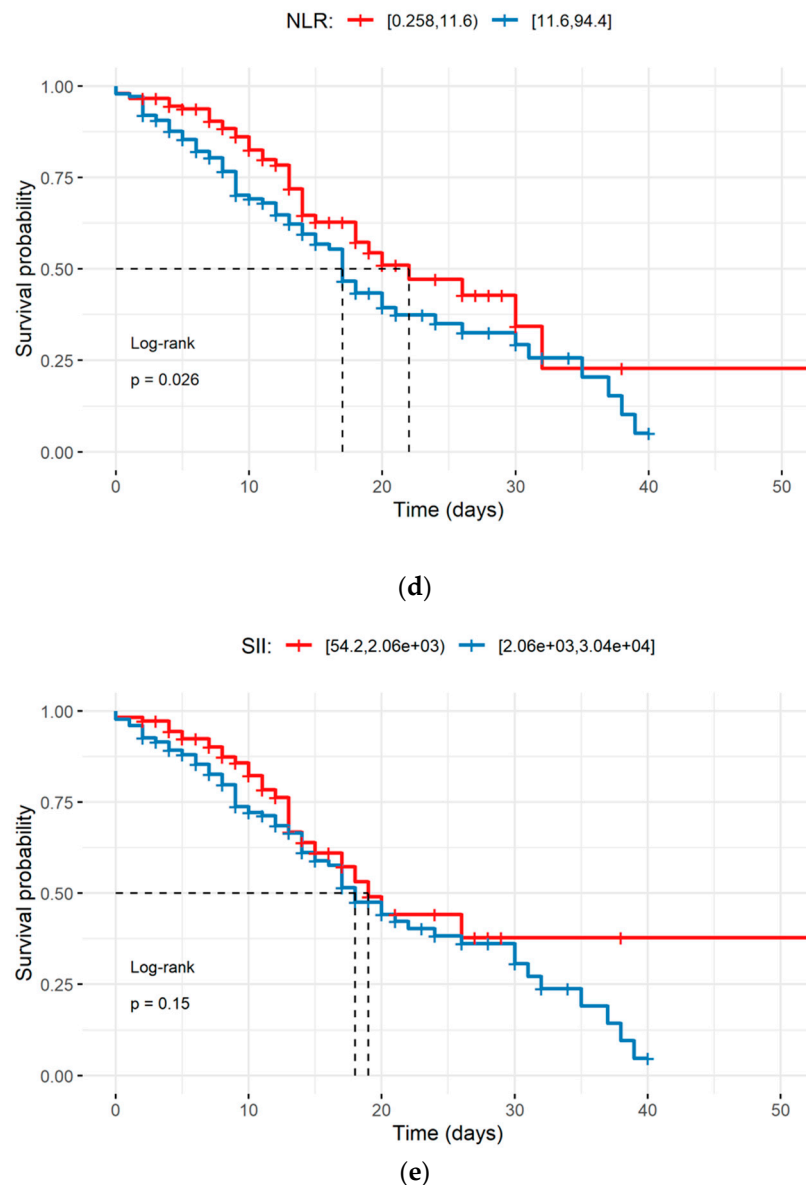 NLR: [0.258,11.6) [11.6,94.4]
1.00
0.75
0.50
0.25
0.00
Survival probability
Log-rank
p = 0.026
0 10 20 30 40 50
Time (days)
(d)
SII: [54.2,2.06e+03) [2.06e+03,3.04e+04]
1.00
0.75
0.50
0.25
0.00
Survival probability
Log-rank
p = 0.15
0 10 20 30 40 50
Time (days)
(e)